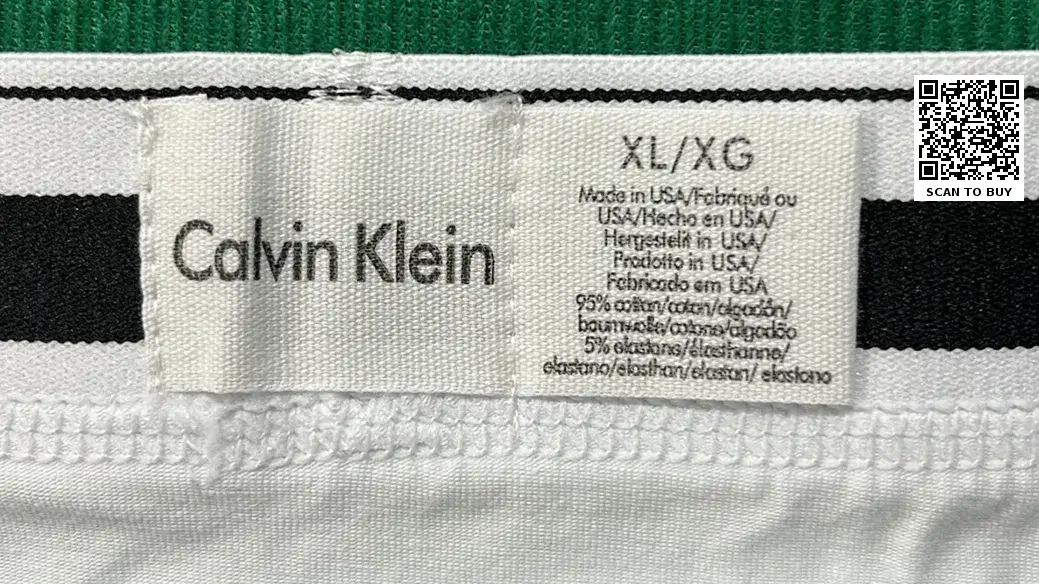 Calvin Klein
XL/XG
Made in USA/Fabriqué au
USA/Hecho en USA/
Hergestellt in USA/
Prodotto in USA/
Fabricado em USA
95% cotton/coton/algodón/
baumwolle/cotone/algodão
5% elastane/élasthanne/
elastano/elasthan/elastan/ elastano
SCAN TO BUY